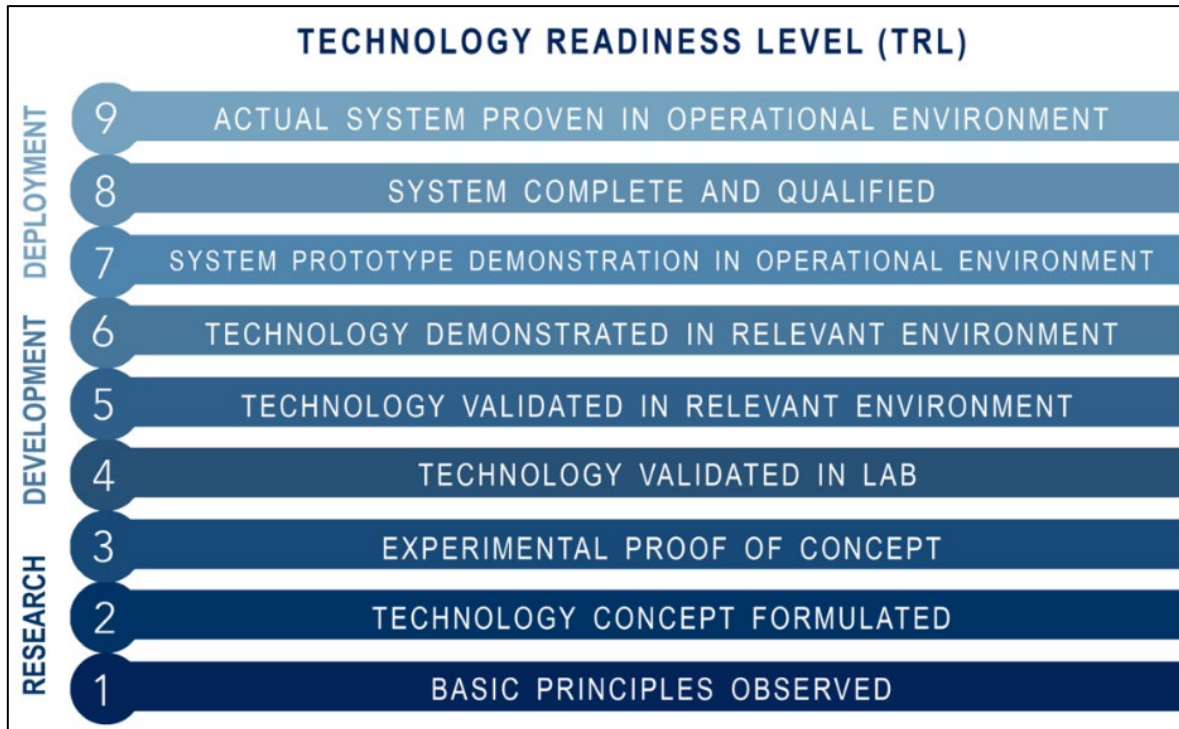 TECHNOLOGY READINESS LEVEL (TRL)
DEPLOYMENT
9 ACTUAL SYSTEM PROVEN IN OPERATIONAL ENVIRONMENT
8 SYSTEM COMPLETE AND QUALIFIED
7 SYSTEM PROTOTYPE DEMONSTRATION IN OPERATIONAL ENVIRONMENT
DEVELOPMENT
6 TECHNOLOGY DEMONSTRATED IN RELEVANT ENVIRONMENT
5 TECHNOLOGY VALIDATED IN RELEVANT ENVIRONMENT
4 TECHNOLOGY VALIDATED IN LAB
RESEARCH
3 EXPERIMENTAL PROOF OF CONCEPT
2 TECHNOLOGY CONCEPT FORMULATED
1 BASIC PRINCIPLES OBSERVED